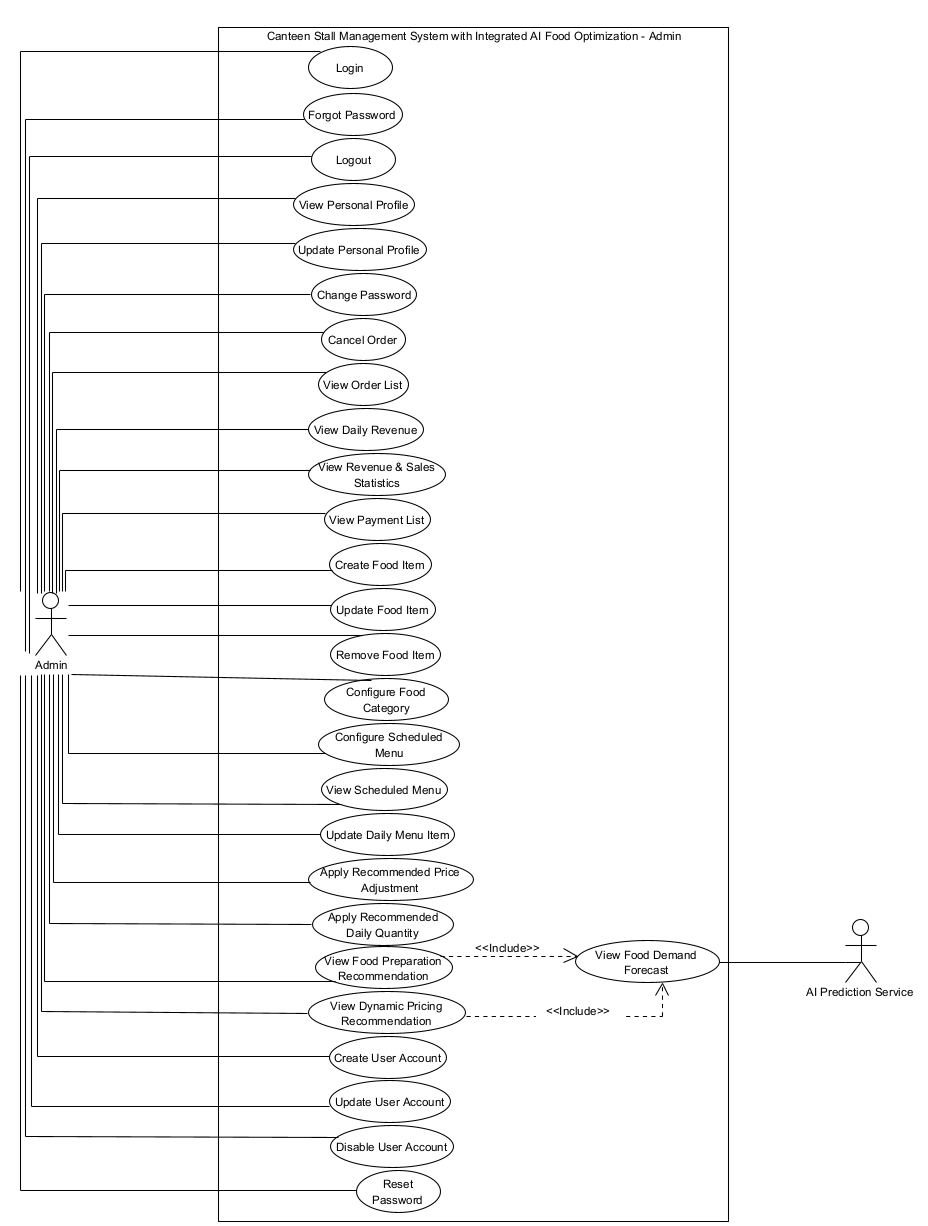 Canteen Stall Management System with Integrated AI Food Optimization - Admin
Login
Forgot Password
Logout
View Personal Profile
Update Personal Profile
Change Password
Cancel Order
View Order List
View Daily Revenue
View Revenue & Sales
Statistics
View Payment List
Create Food Item
Update Food Item
Remove Food Item
Admin
Configure Food
Category
Configure Scheduled
Menu
View Scheduled Menu
Update Daily Menu Item
Apply Recommended Price
Adjustment
Apply Recommended
Daily Quantity
View Food Preparation
Recommendation
<<Include>>
View Food Demand
Forecast
AI Prediction Service
View Dynamic Pricing
Recommendation
<<Include>>
Create User Account
Update User Account
Disable User Account
Reset
Password